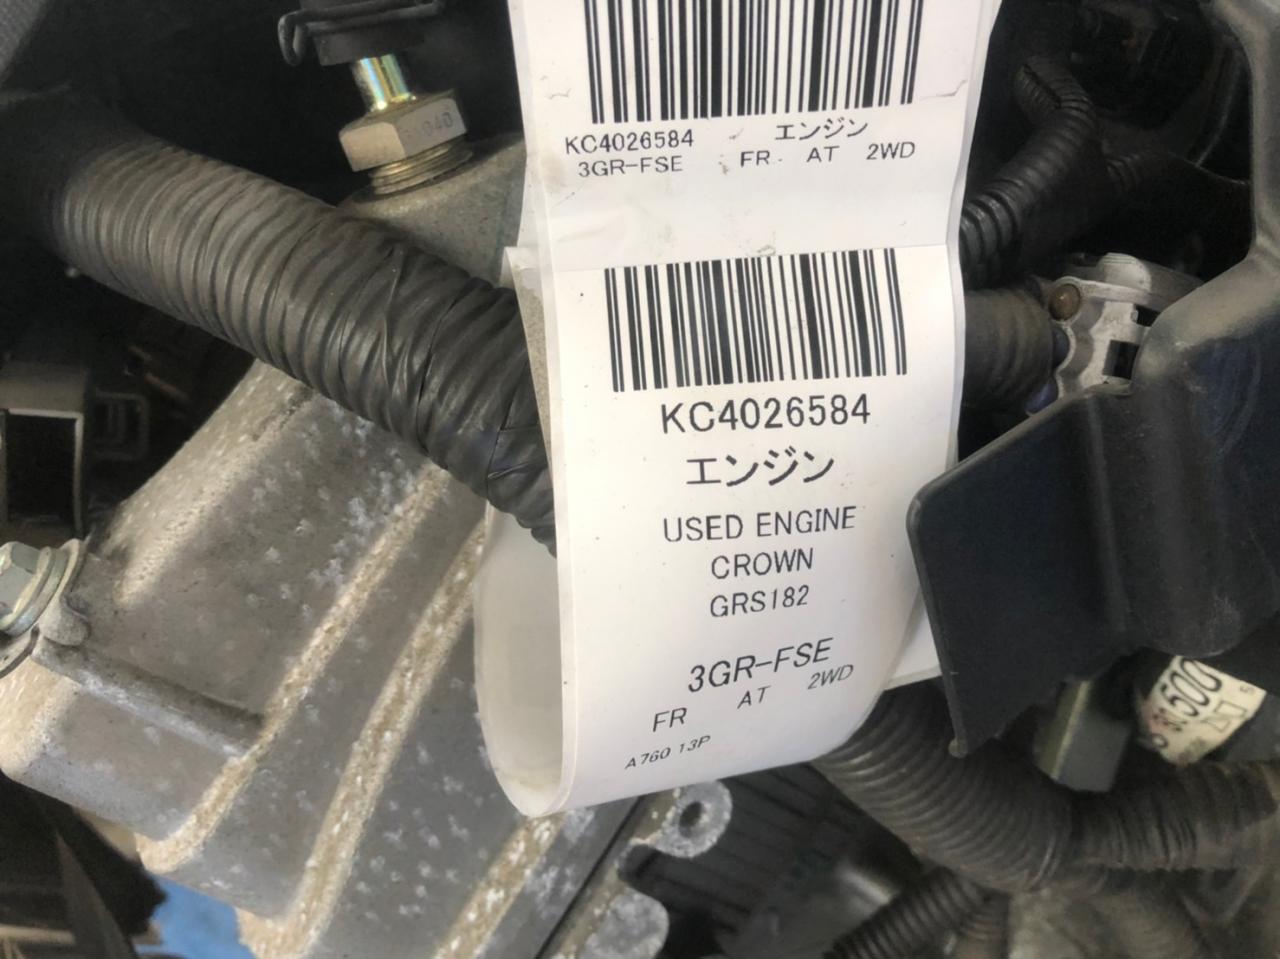 KC4026584 エンジン
3GR-FSE FR AT 2WD
KC4026584
エンジン
USED ENGINE
CROWN
GRS182
3GR-FSE
FR AT 2WD
A760 13P
500